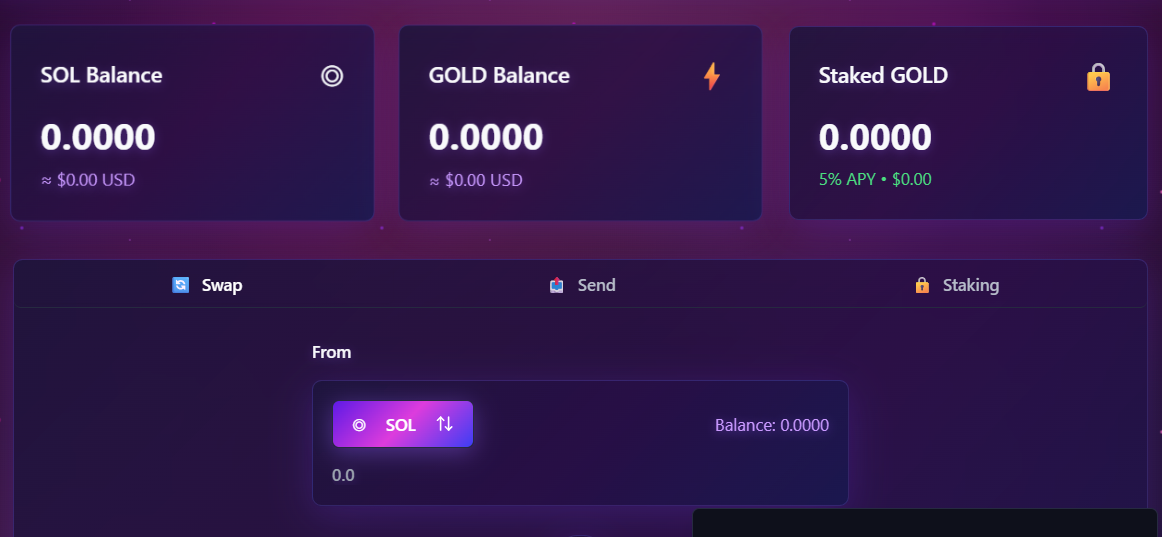 SOL Balance
GOLD Balance
Staked GOLD
0.0000
0.0000
0.0000
≈ $0.00 USD
≈ $0.00 USD
5% APY • $0.00
Swap
Send
Staking
From
SOL
Balance: 0.0000
0.0